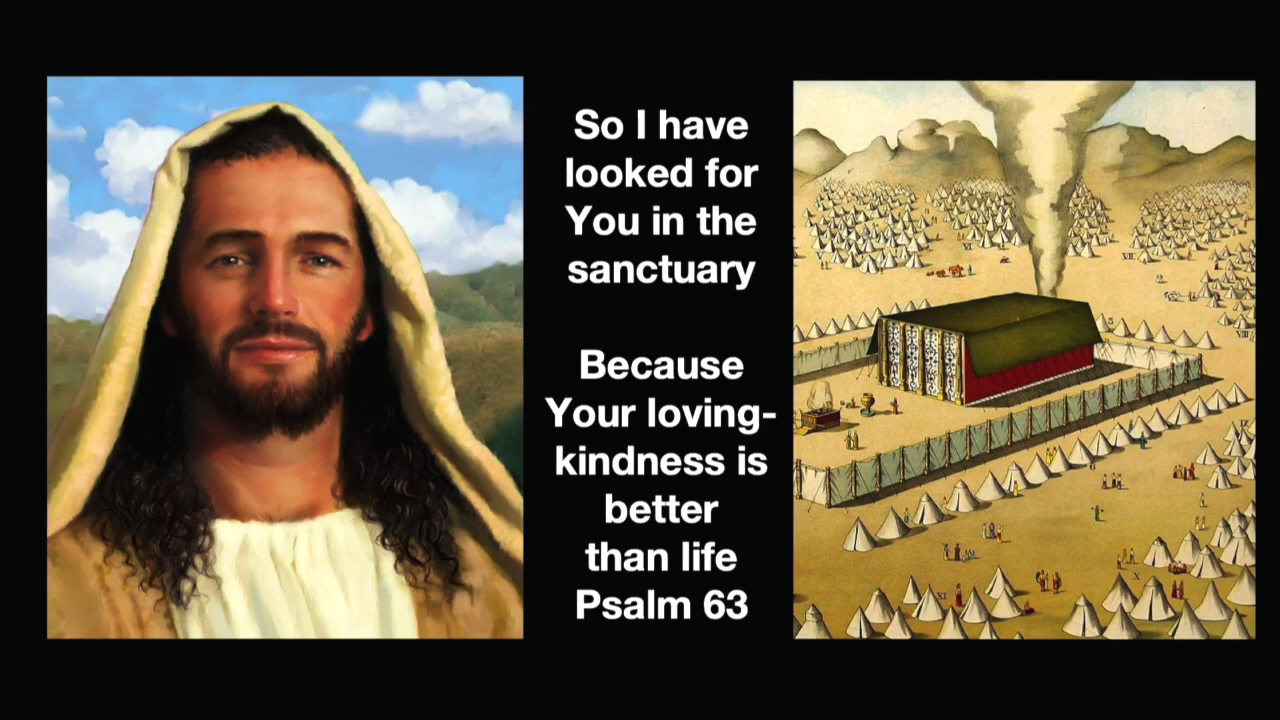 So I have
looked for
You in the
sanctuary
Because
Your loving-
kindness is
better
than life
Psalm 63